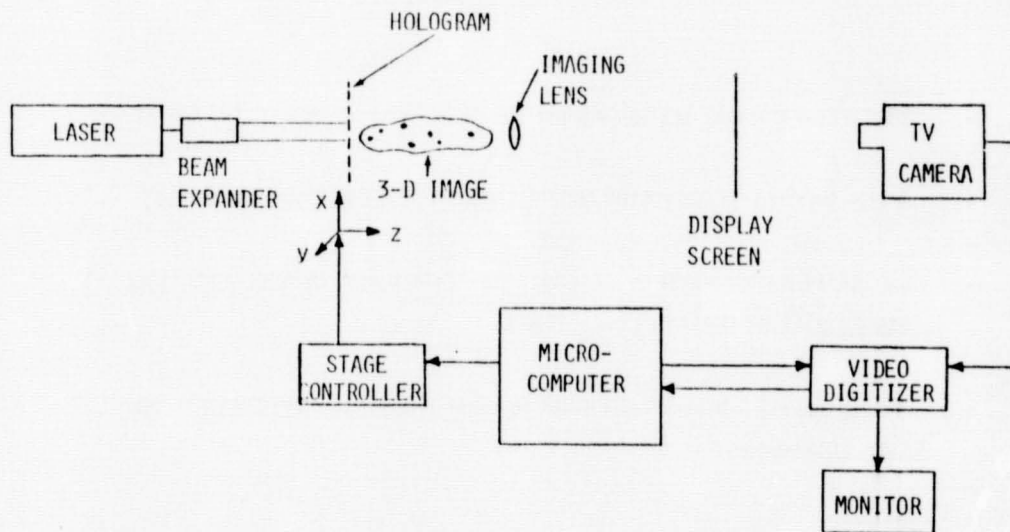 HOLOGRAM
IMAGING
LENS
LASER
TV
CAMERA
BEAM
EXPANDER
3-D IMAGE
X
Z
Y
DISPLAY
SCREEN
STAGE
CONTROLLER
MICRO-
COMPUTER
VIDEO
DIGITIZER
MONITOR